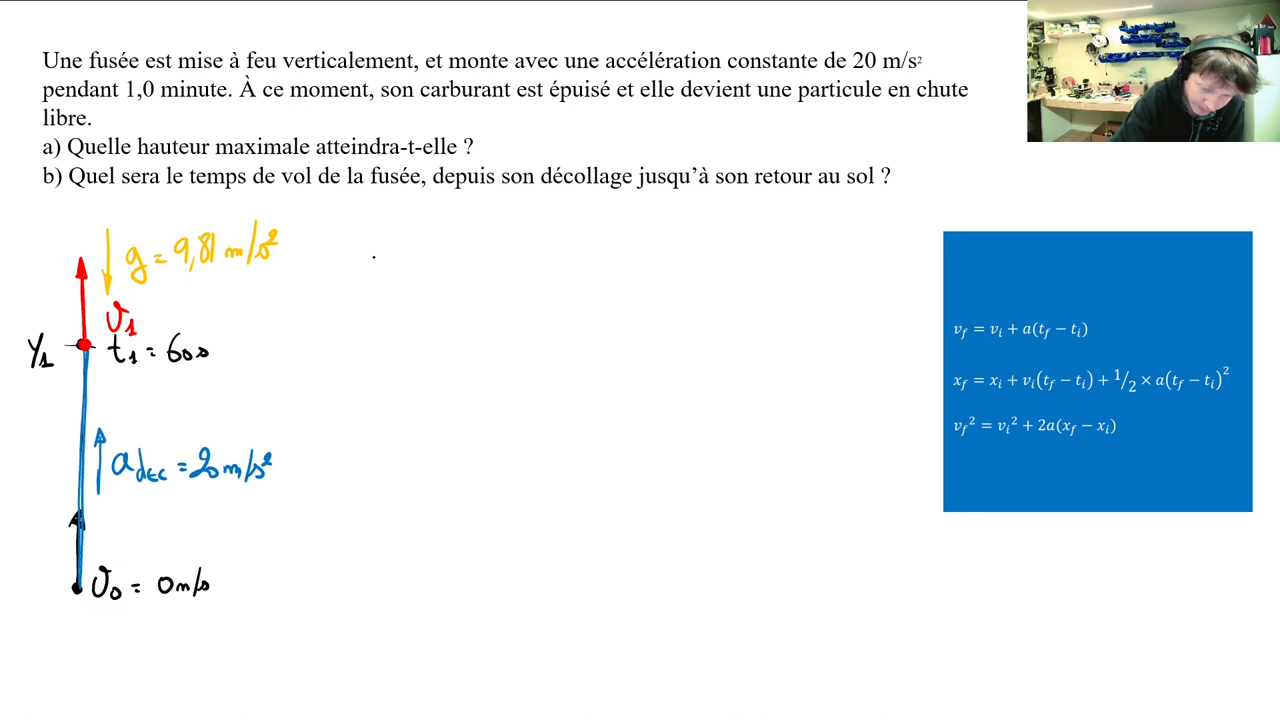 Une fusée est mise à feu verticalement, et monte avec une accélération constante de 20 m/s²
pendant 1,0 minute. À ce moment, son carburant est épuisé et elle devient une particule en chute
libre.
a) Quelle hauteur maximale atteindra-t-elle ?
b) Quel sera le temps de vol de la fusée, depuis son décollage jusqu’à son retour au sol ?
g = 9,81 m/s²
v₁
y₁ t₁ = 60s
a_dec = 20 m/s²
v₀ = 0 m/s
v_f = v_i + a(t_f − t_i)
x_f = x_i + v_i(t_f − t_i) + 1/2 × a(t_f − t_i)²
v_f² = v_i² + 2a(x_f − x_i)